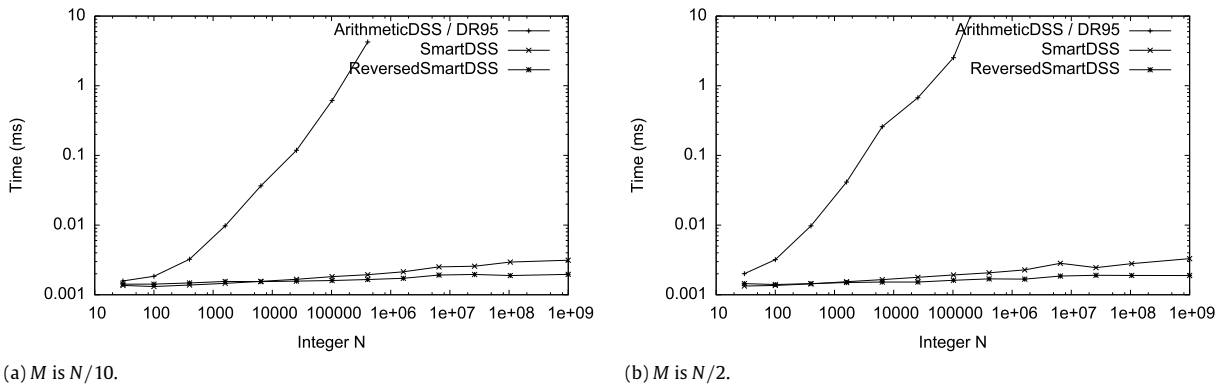 10
1
0.1
0.01
0.001
Time (ms)
10 100 1000 10000 100000 1e+06 1e+07 1e+08 1e+09
Integer N
ArithmeticDSS / DR95
SmartDSS
ReversedSmartDSS
(a) M is N/10.
10
1
0.1
0.01
0.001
Time (ms)
10 100 1000 10000 100000 1e+06 1e+07 1e+08 1e+09
Integer N
ArithmeticDSS / DR95
SmartDSS
ReversedSmartDSS
(b) M is N/2.